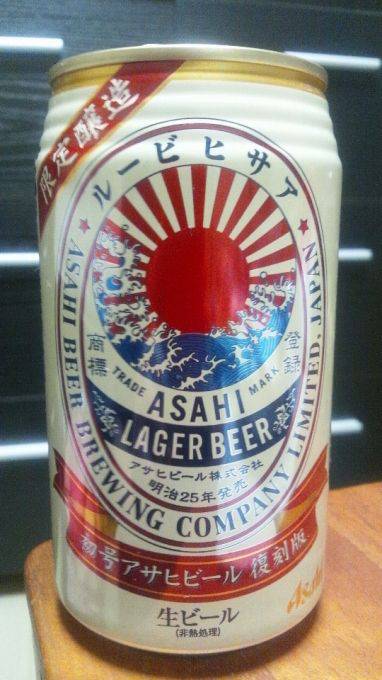 限定醸造
ルービヒサア
ASAHI BEER BREWING COMPANY LIMITED, JAPAN
商標
登録
TRADE MARK
ASAHI
LAGER BEER
アサヒビール株式会社
明治25年発売
初号アサヒビール 復刻版
生ビール
(非熱処理)
Asahi